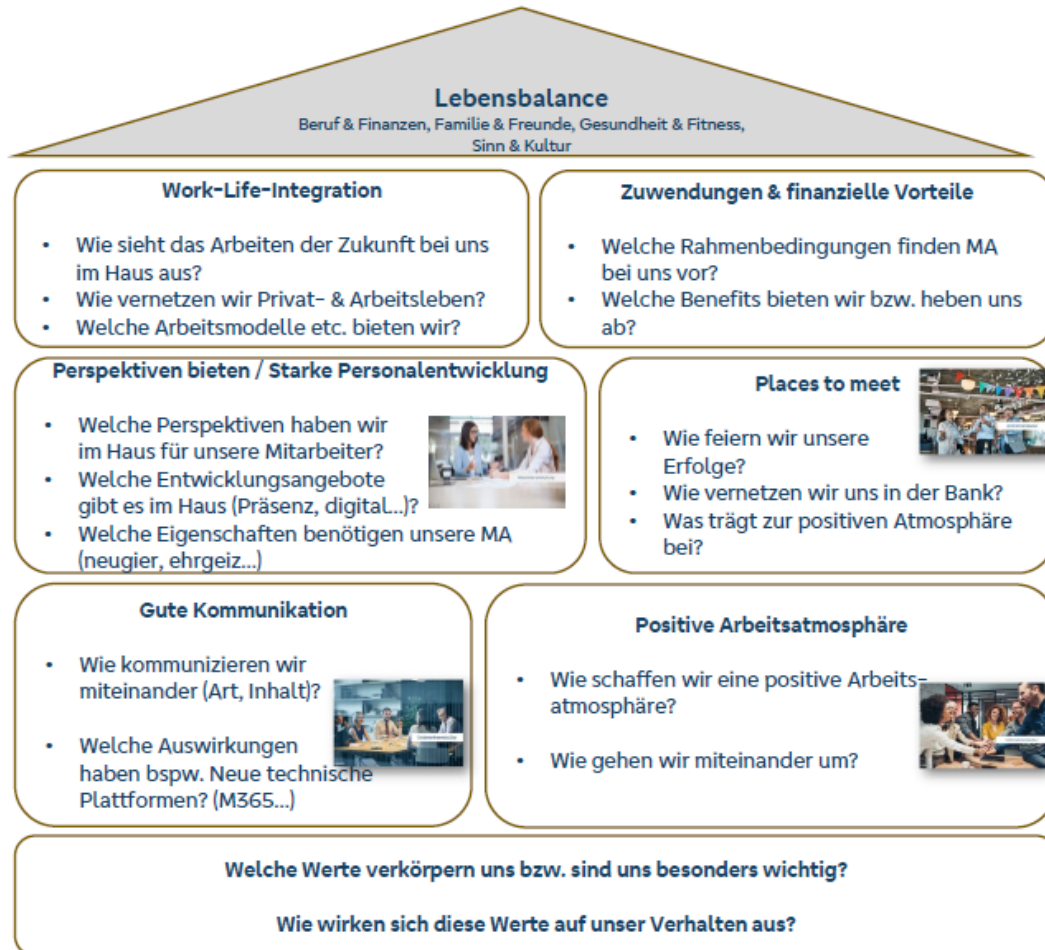 Lebensbalance
Beruf & Finanzen, Familie & Freunde, Gesundheit & Fitness,
Sinn & Kultur
Work-Life-Integration
• Wie sieht das Arbeiten der Zukunft bei uns
im Haus aus?
• Wie vernetzen wir Privat- & Arbeitsleben?
• Welche Arbeitsmodelle etc. bieten wir?
Zuwendungen & finanzielle Vorteile
• Welche Rahmenbedingungen finden MA
bei uns vor?
• Welche Benefits bieten wir bzw. heben uns
ab?
Perspektiven bieten / Starke Personalentwicklung
• Welche Perspektiven haben wir
im Haus für unsere Mitarbeiter?
• Welche Entwicklungsangebote
gibt es im Haus (Präsenz, digital...)?
• Welche Eigenschaften benötigen unsere MA
(neugier, ehrgeiz...)
Places to meet
• Wie feiern wir unsere
Erfolge?
• Wie vernetzen wir uns in der Bank?
• Was trägt zur positiven Atmosphäre
bei?
Gute Kommunikation
• Wie kommunizieren wir
miteinander (Art, Inhalt)?
• Welche Auswirkungen
haben bspw. Neue technische
Plattformen? (M365...)
Positive Arbeitsatmosphäre
• Wie schaffen wir eine positive Arbeits-
atmosphäre?
• Wie gehen wir miteinander um?
Welche Werte verkörpern uns bzw. sind uns besonders wichtig?
Wie wirken sich diese Werte auf unser Verhalten aus?